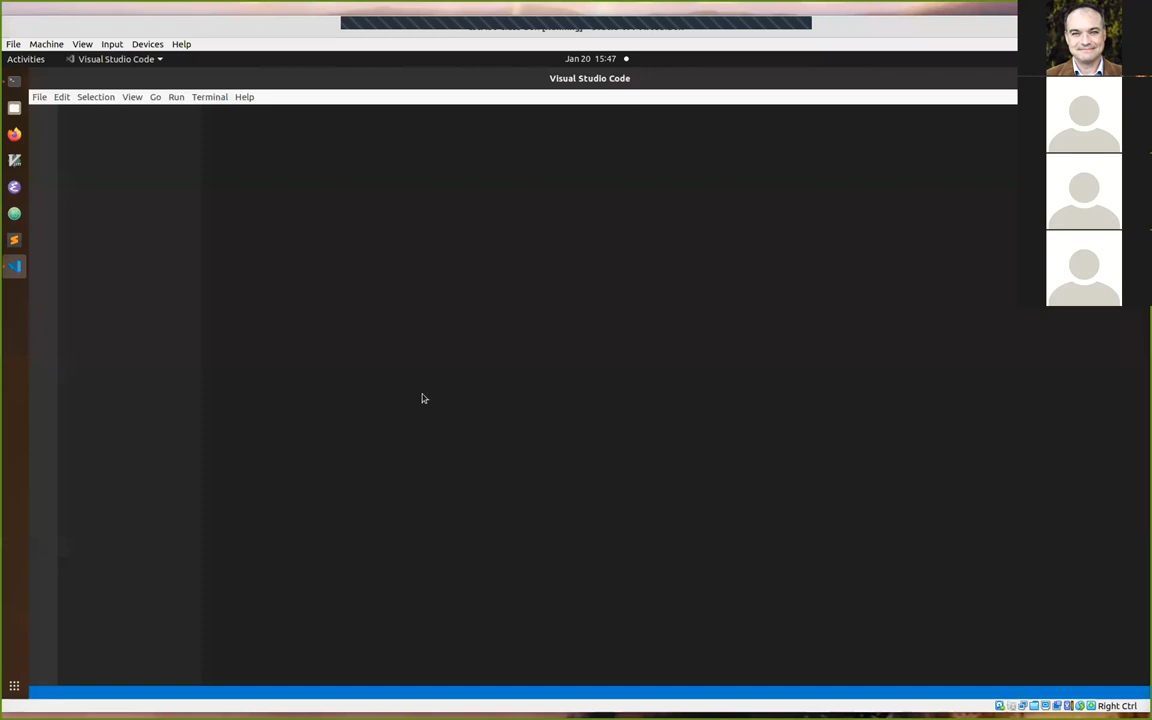 File Machine View Input Devices Help
Activities Visual Studio Code Jan 20 15:47
Visual Studio Code
File Edit Selection View Go Run Terminal Help
Right Ctrl